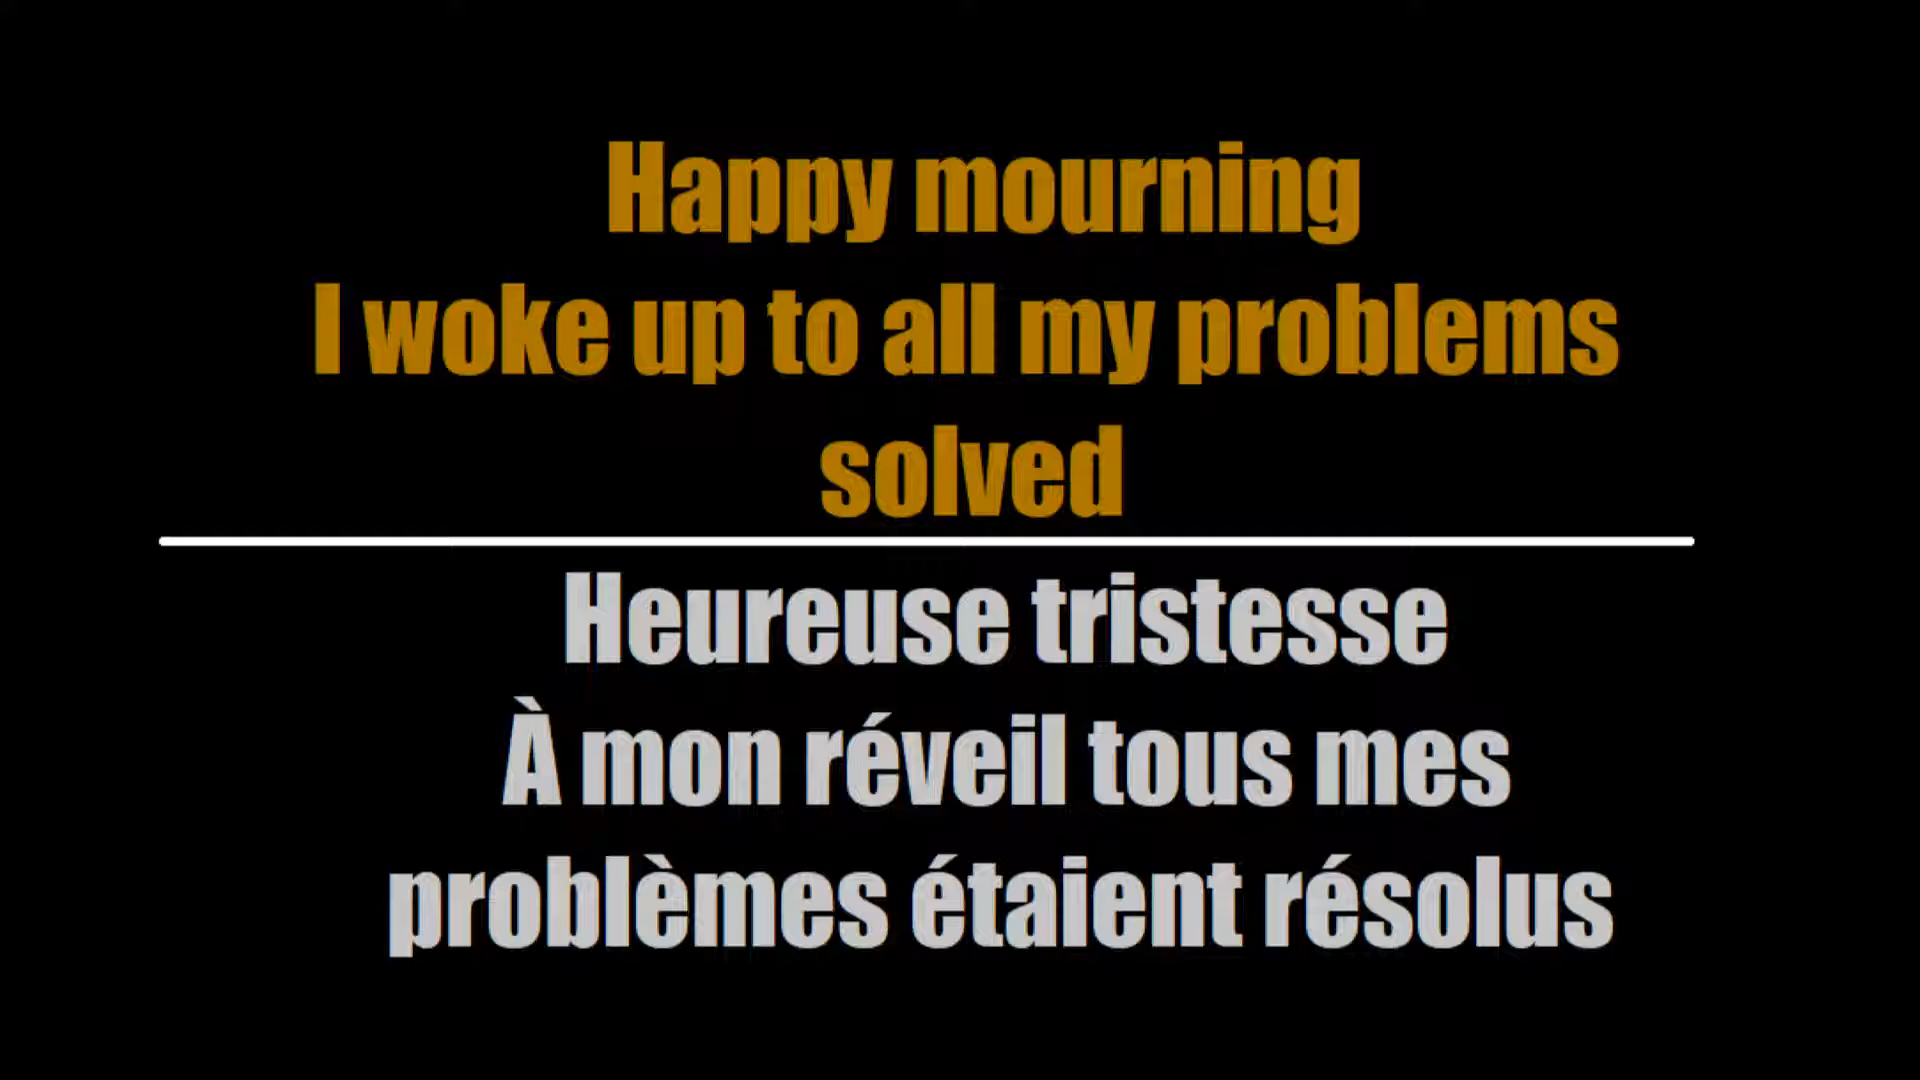 Happy mourning
I woke up to all my problems
solved
Heureuse tristesse
À mon réveil tous mes
problèmes étaient résolus